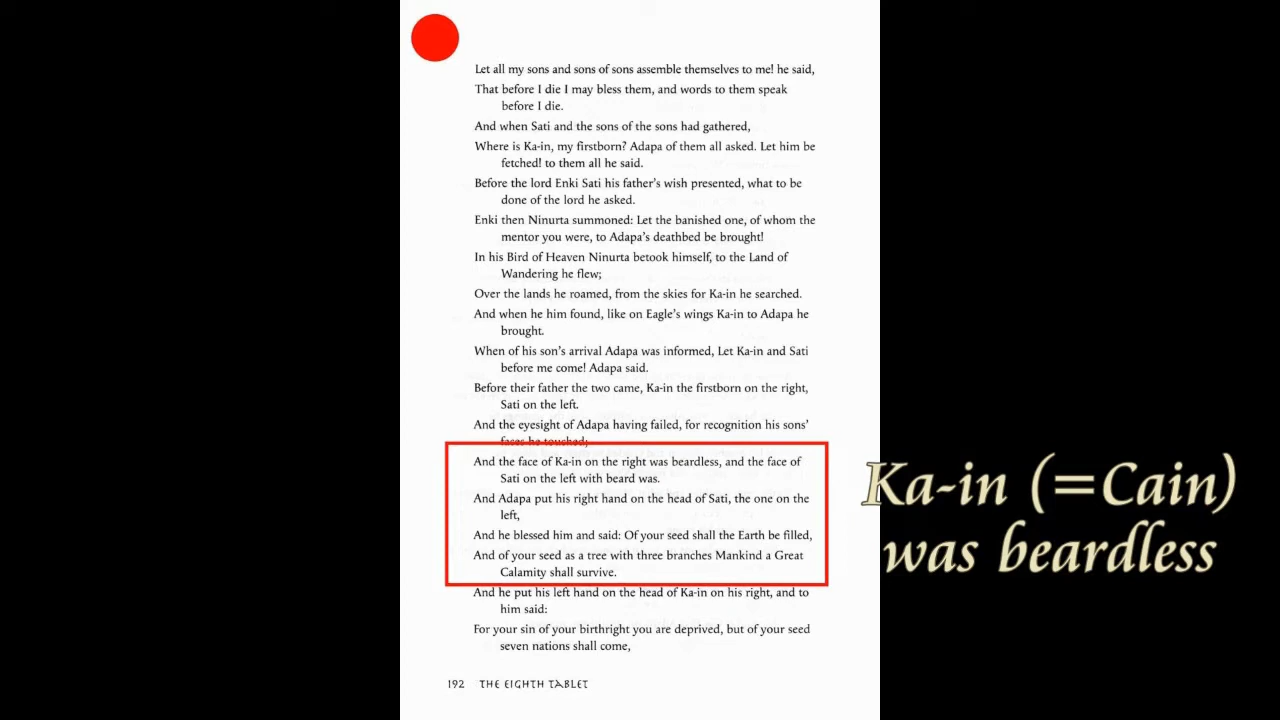 Let all my sons and sons of sons assemble themselves to me! he said,
That before I die I may bless them, and words to them speak
before I die.
And when Sati and the sons of the sons had gathered,
Where is Ka-in, my firstborn? Adapa of them all asked. Let him be
fetched! to them all he said.
Before the lord Enki Sati his father's wish presented, what to be
done of the lord he asked.
Enki then Ninurta summoned: Let the banished one, of whom the
mentor you were, to Adapa's deathbed be brought!
In his Bird of Heaven Ninurta betook himself, to the Land of
Wandering he flew;
Over the lands he roamed, from the skies for Ka-in he searched.
And when he him found, like on Eagle's wings Ka-in to Adapa he
brought.
When of his son's arrival Adapa was informed, Let Ka-in and Sati
before me come! Adapa said.
Before their father the two came, Ka-in the firstborn on the right,
Sati on the left.
And the eyesight of Adapa having failed, for recognition his sons'
faces he touched;
And the face of Ka-in on the right was beardless, and the face of
Sati on the left with beard was.
And Adapa put his right hand on the head of Sati, the one on the
left,
And he blessed him and said: Of your seed shall the Earth be filled,
And of your seed as a tree with three branches Mankind a Great
Calamity shall survive.
And he put his left hand on the head of Ka-in on his right, and to
him said:
For your sin of your birthright you are deprived, but of your seed
seven nations shall come,
192 THE EIGHTH TABLET
Ka-in (=Cain)
was beardless